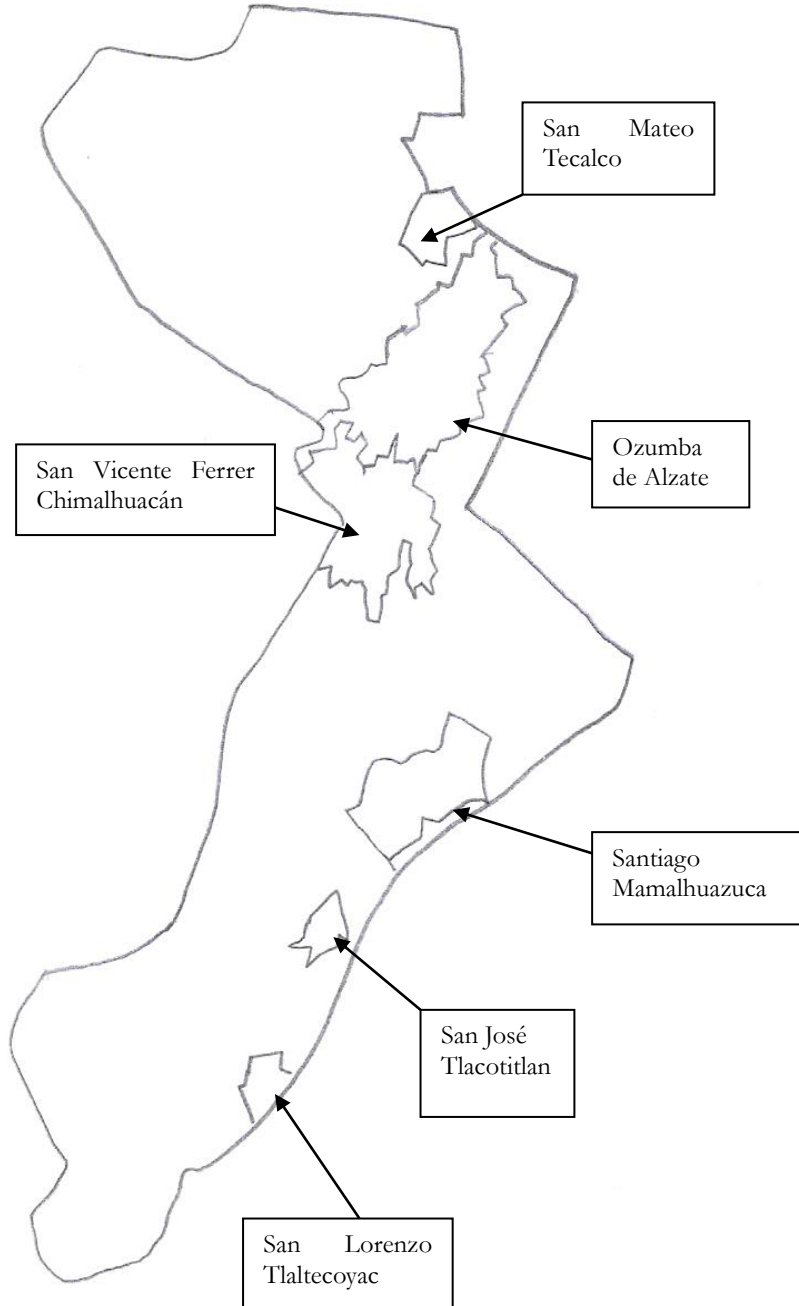 San Mateo
Tecalco
Ozumba
de Alzate
San Vicente Ferrer
Chimalhuacán
Santiago
Mamalhuazuca
San José
Tlacotitlan
San Lorenzo
Tlaltecoyac